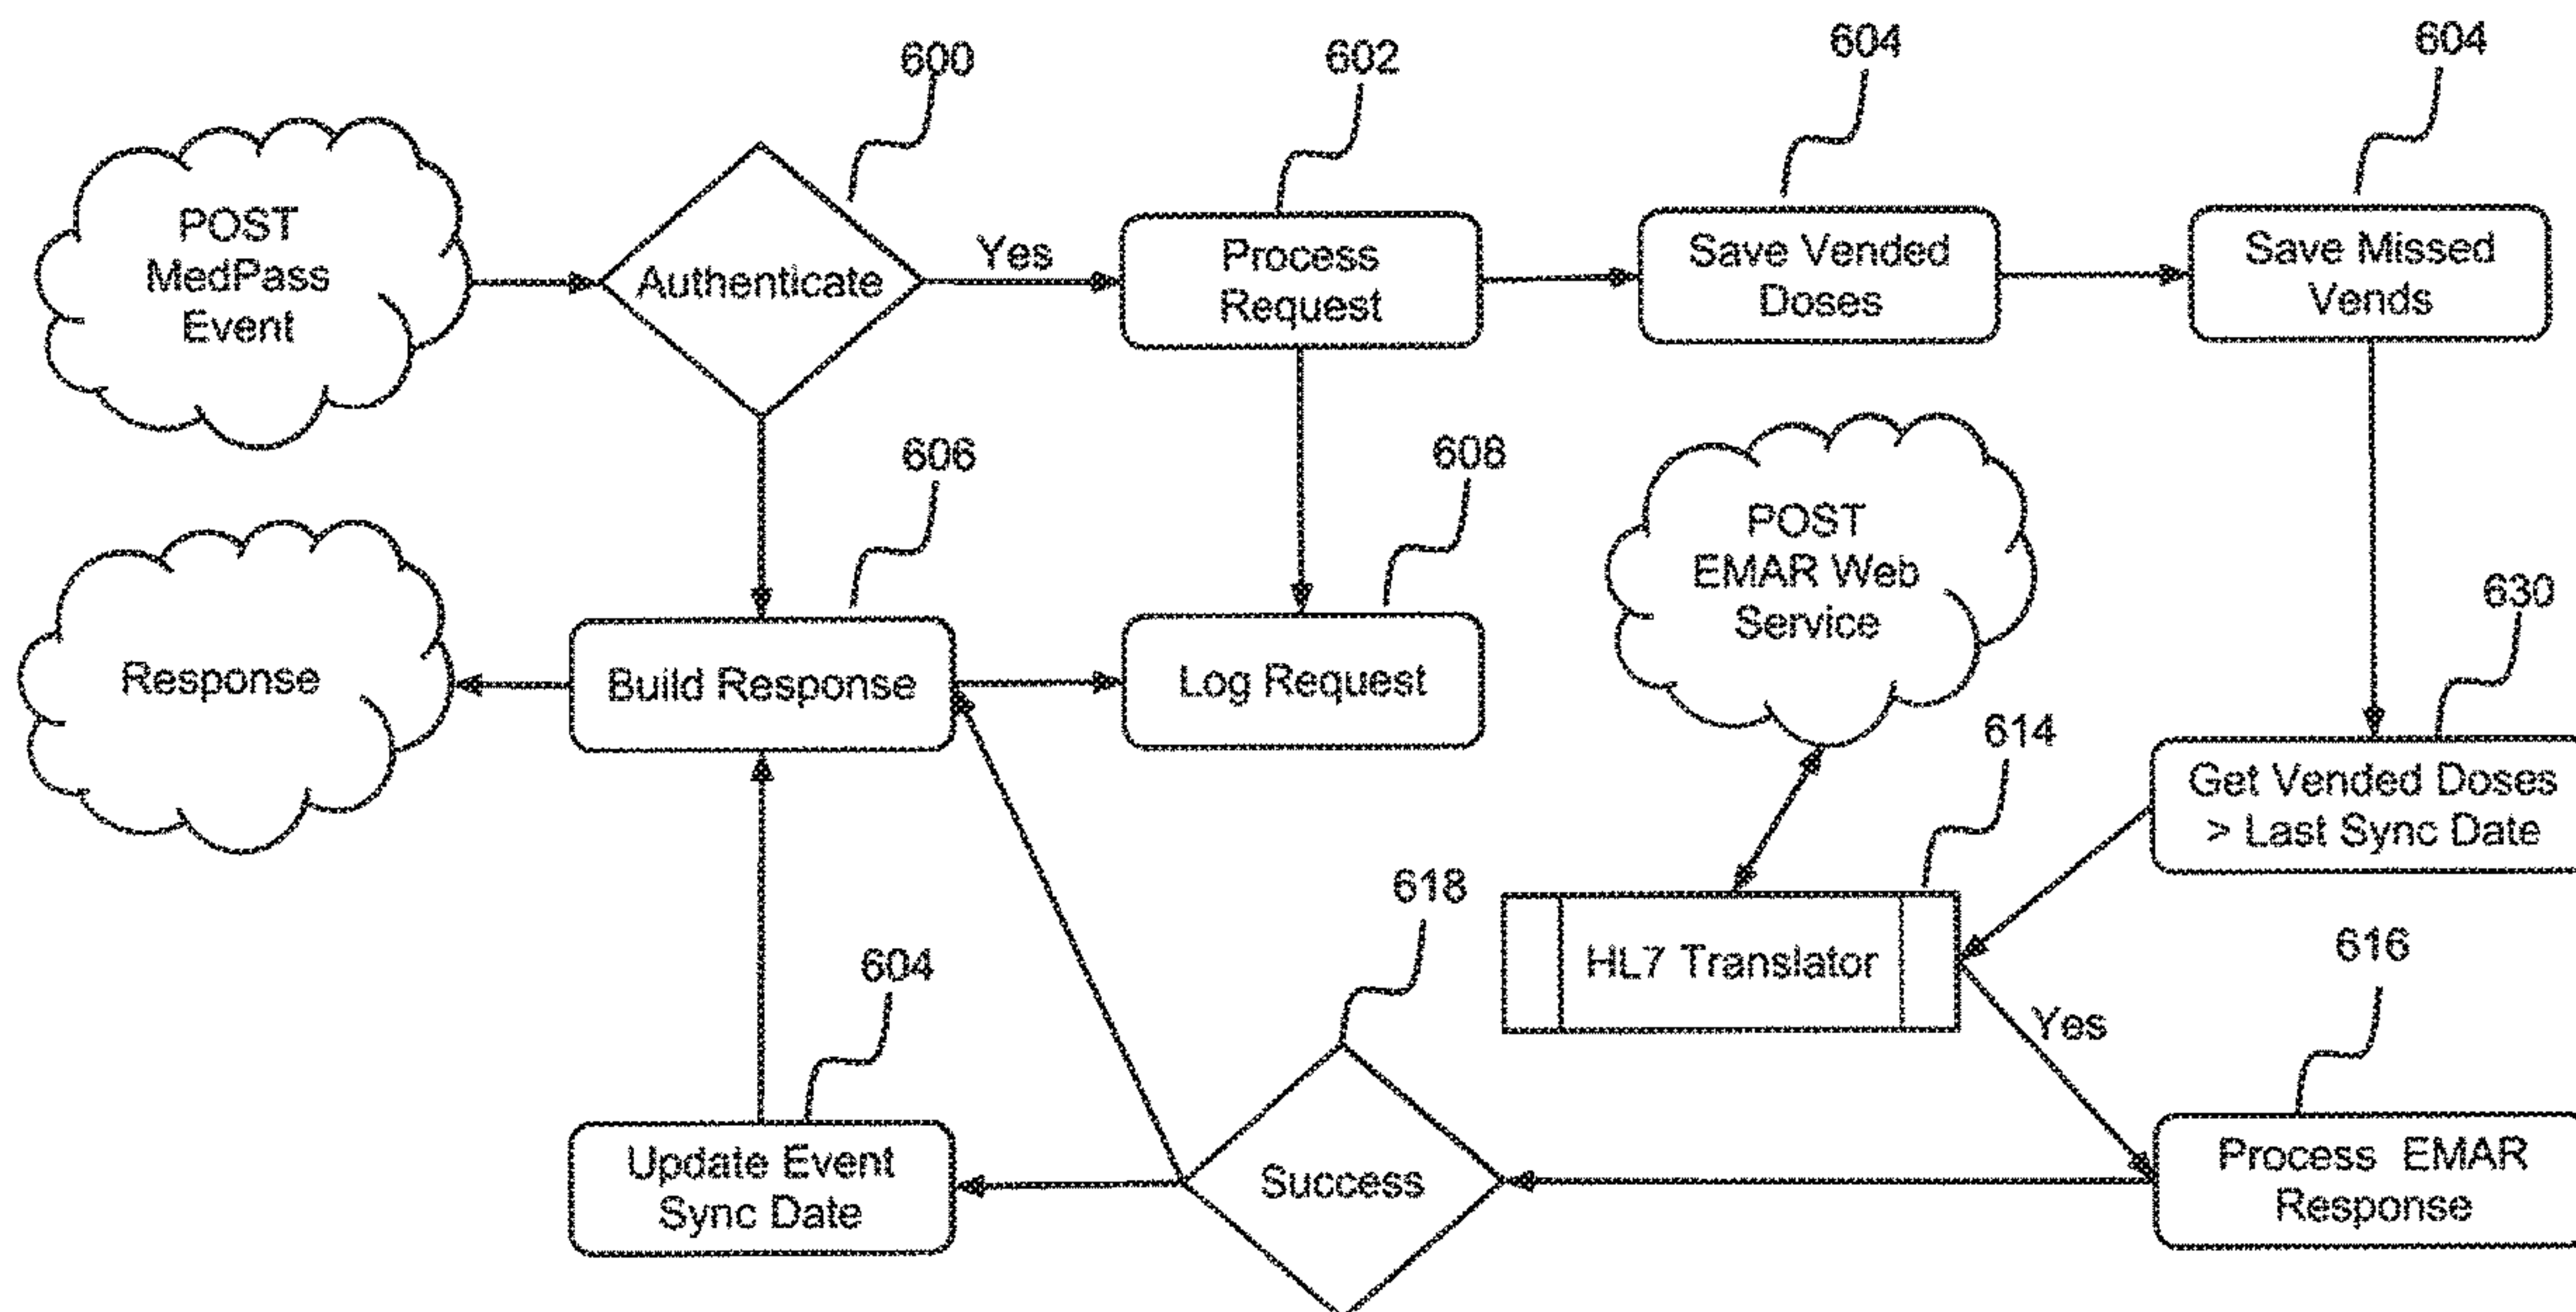 600
602
604
604
POST
MedPass
Event
Authenticate
Yes
Process
Request
Save Vended
Doses
Save Missed
Vends
606
608
POST
EMAR Web
Service
630
Response
Build Response
Log Request
614
Get Vended Doses
> Last Sync Date
618
HL7 Translator
616
604
Yes
Update Event
Sync Date
Success
Process EMAR
Response